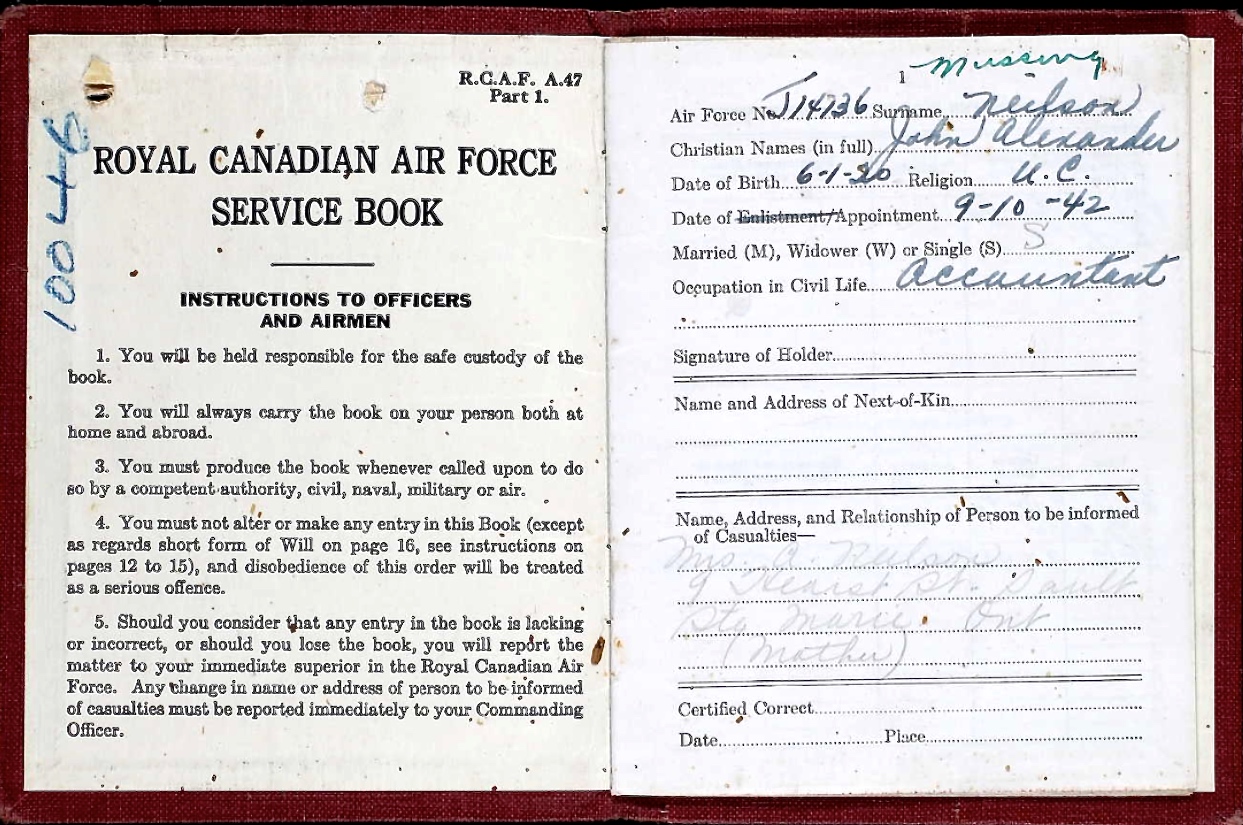 R.C.A.F. A.47
Part 1.
10046
ROYAL CANADIAN AIR FORCE
SERVICE BOOK
INSTRUCTIONS TO OFFICERS
AND AIRMEN
1. You will be held responsible for the safe custody of the
book.
2. You will always carry the book on your person both at
home and abroad.
3. You must produce the book whenever called upon to do
so by a competent authority, civil, naval, military or air.
4. You must not alter or make any entry in this Book (except
as regards short form of Will on page 16, see instructions on
pages 12 to 15), and disobedience of this order will be treated
as a serious offence.
5. Should you consider that any entry in the book is lacking
or incorrect, or should you lose the book, you will report the
matter to your immediate superior in the Royal Canadian Air
Force. Any change in name or address of person to be informed
of casualties must be reported immediately to your Commanding
Officer.
1 Missing
Air Force No J14736 Surname Neilson
Christian Names (in full) John Alexander
Date of Birth 6-1-20 Religion U.C.
Date of Enlistment/Appointment 9-10-42
Married (M), Widower (W) or Single (S) S
Occupation in Civil Life Accountant
Signature of Holder
Name and Address of Next-of-Kin
Name, Address, and Relationship of Person to be informed
of Casualties—
Mrs A. Neilson
9 Hearst St. Sault
Ste Marie. Ont
(Mother)
Certified Correct
Date Place